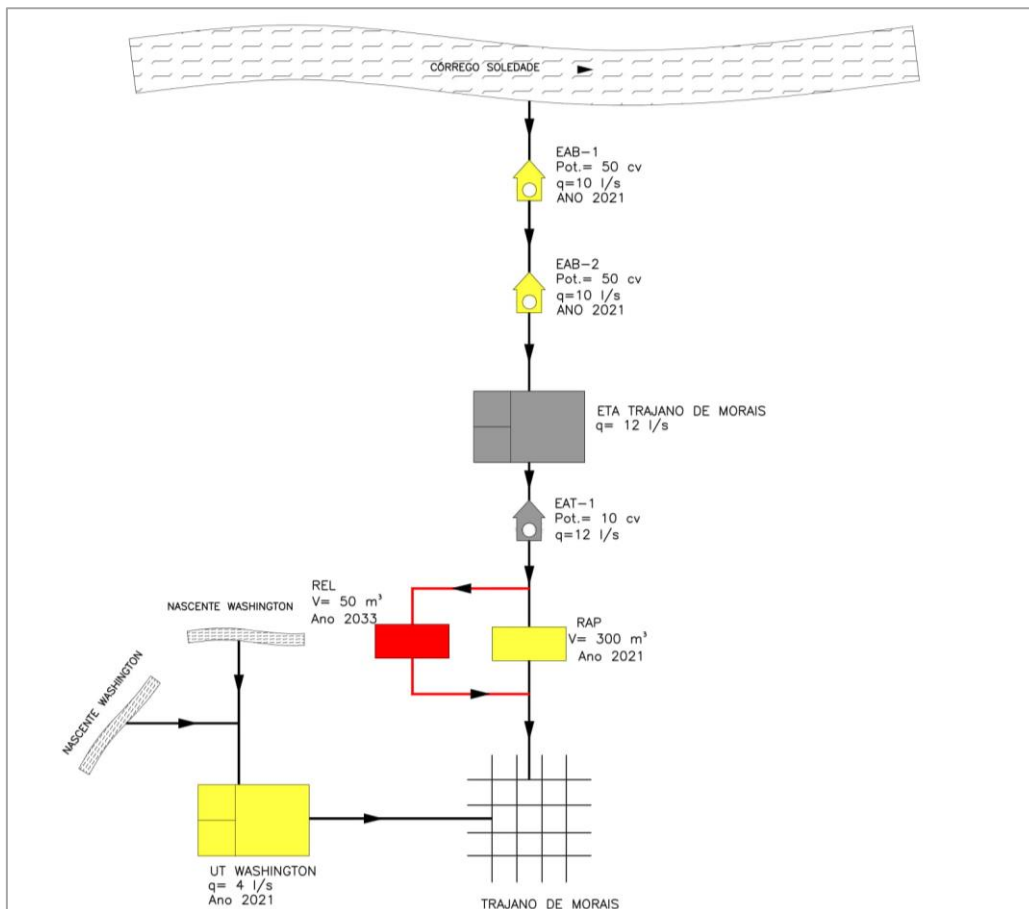 CÓRREGO SOLEDADE
EAB-1
Pot.= 50 cv
q=10 l/s
ANO 2021
EAB-2
Pot.= 50 cv
q=10 l/s
ANO 2021
ETA TRAJANO DE MORAIS
q= 12 l/s
EAT-1
Pot.= 10 cv
q=12 l/s
REL
V= 50 m³
Ano 2033
RAP
V= 300 m³
Ano 2021
NASCENTE WASHINGTON
NASCENTE WASHINGTON
UT WASHINGTON
q= 4 l/s
Ano 2021
TRAJANO DE MORAIS